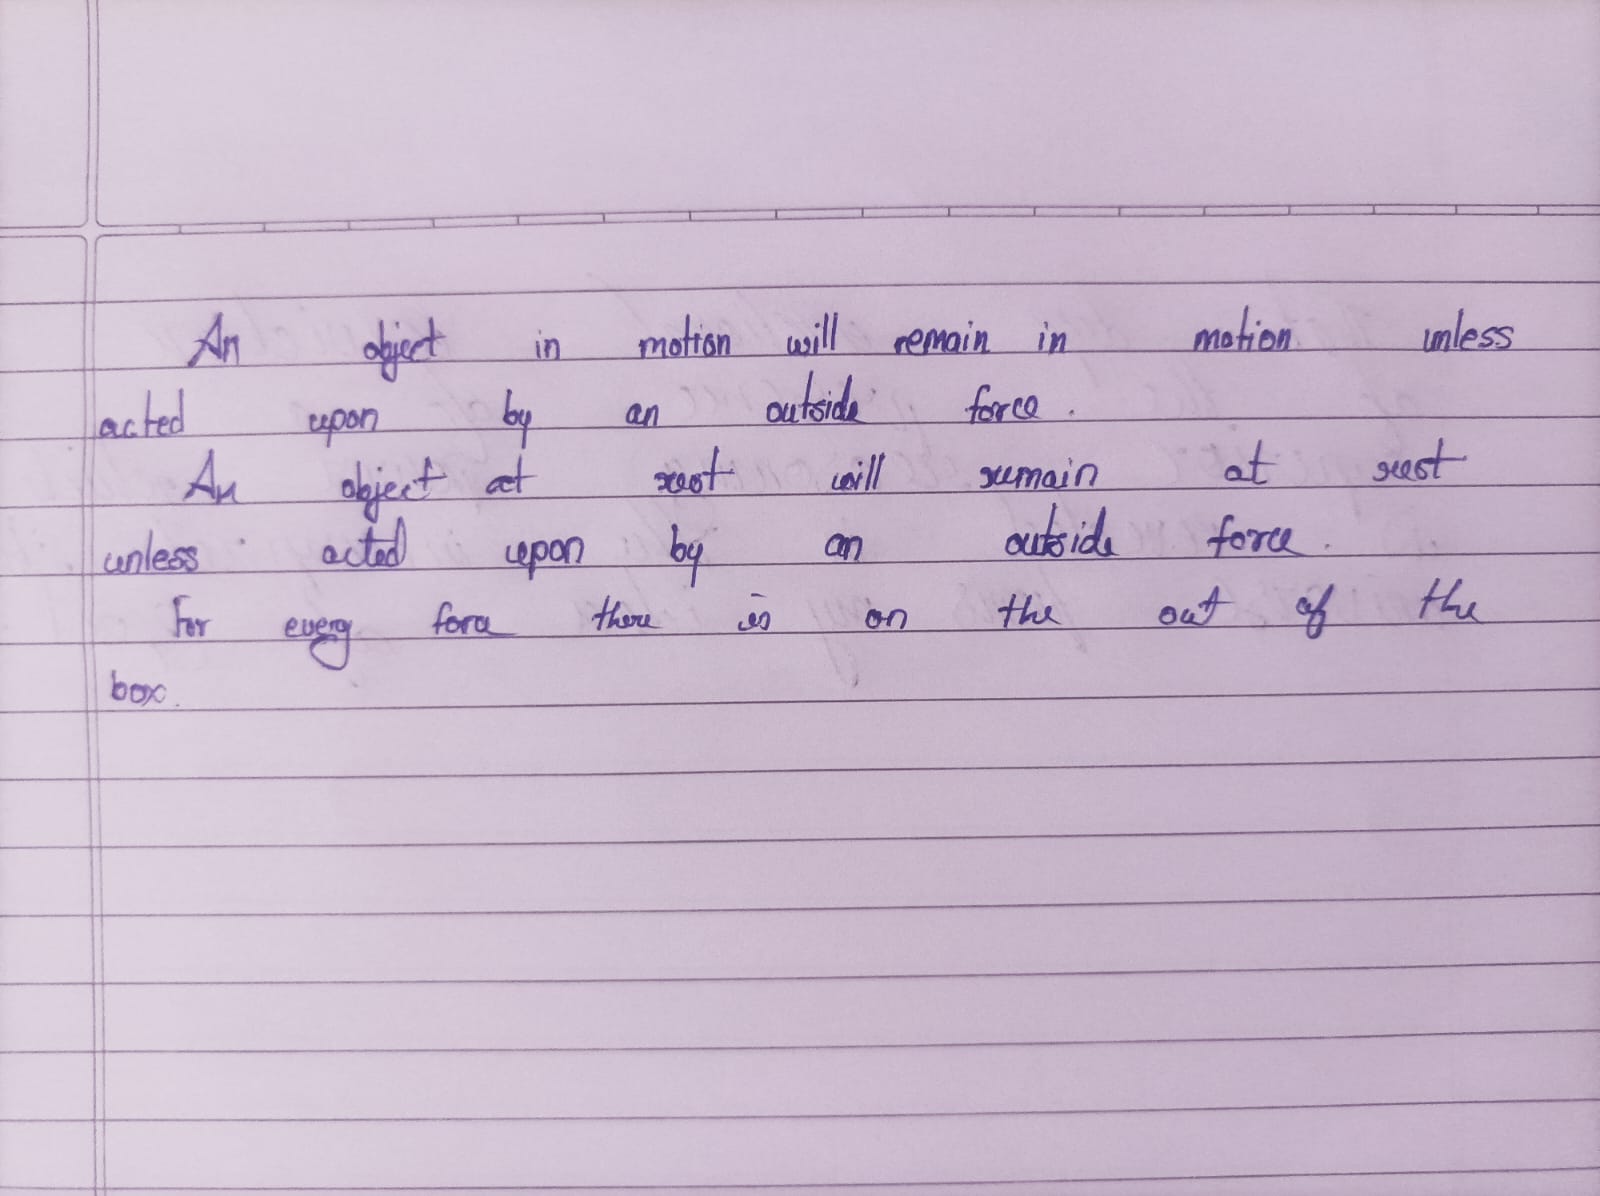 An object in motion will remain in motion unless
acted upon by an outside force.
An object at rest will remain at rest
unless acted upon by an outside force.
For every force there is on the out of the
box.